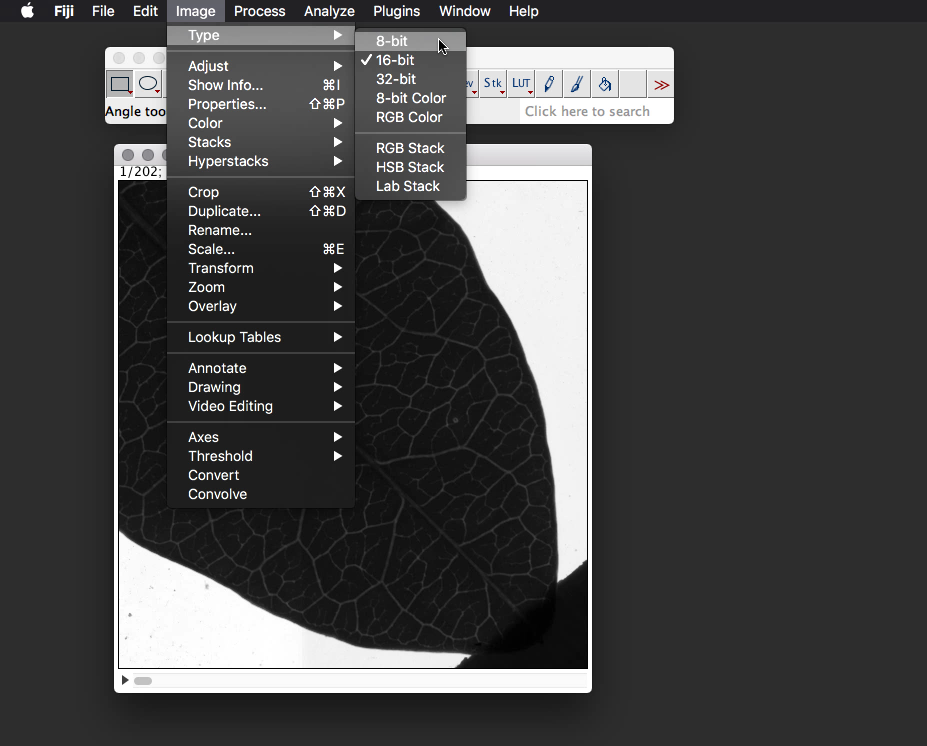 Fiji File Edit Image Process Analyze Plugins Window Help
Type
8-bit
✓ 16-bit
32-bit
8-bit Color
RGB Color
RGB Stack
HSB Stack
Lab Stack
Adjust
Show Info... ⌘I
Properties... ⇧⌘P
Color
Stacks
Hyperstacks
Crop ⇧⌘X
Duplicate... ⇧⌘D
Rename...
Scale... ⌘E
Transform
Zoom
Overlay
Lookup Tables
Annotate
Drawing
Video Editing
Axes
Threshold
Convert
Convolve
ev Stk LUT
Angle too
Click here to search
1/202;